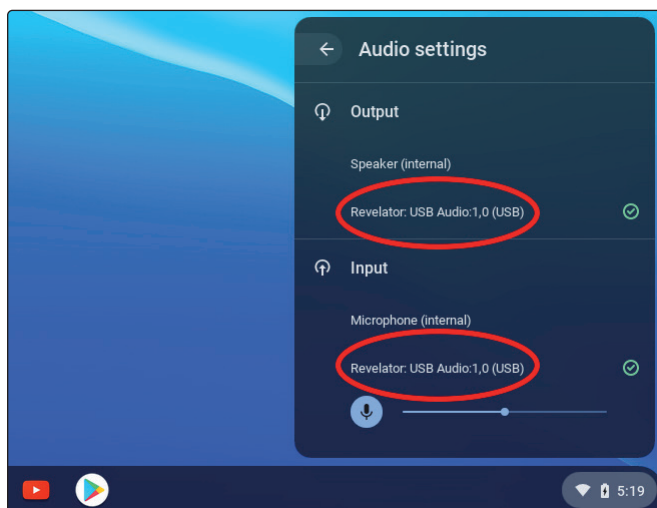 Audio settings
Output
Speaker (internal)
Revelator: USB Audio:1,0 (USB)
Input
Microphone (internal)
Revelator: USB Audio:1,0 (USB)
5:19